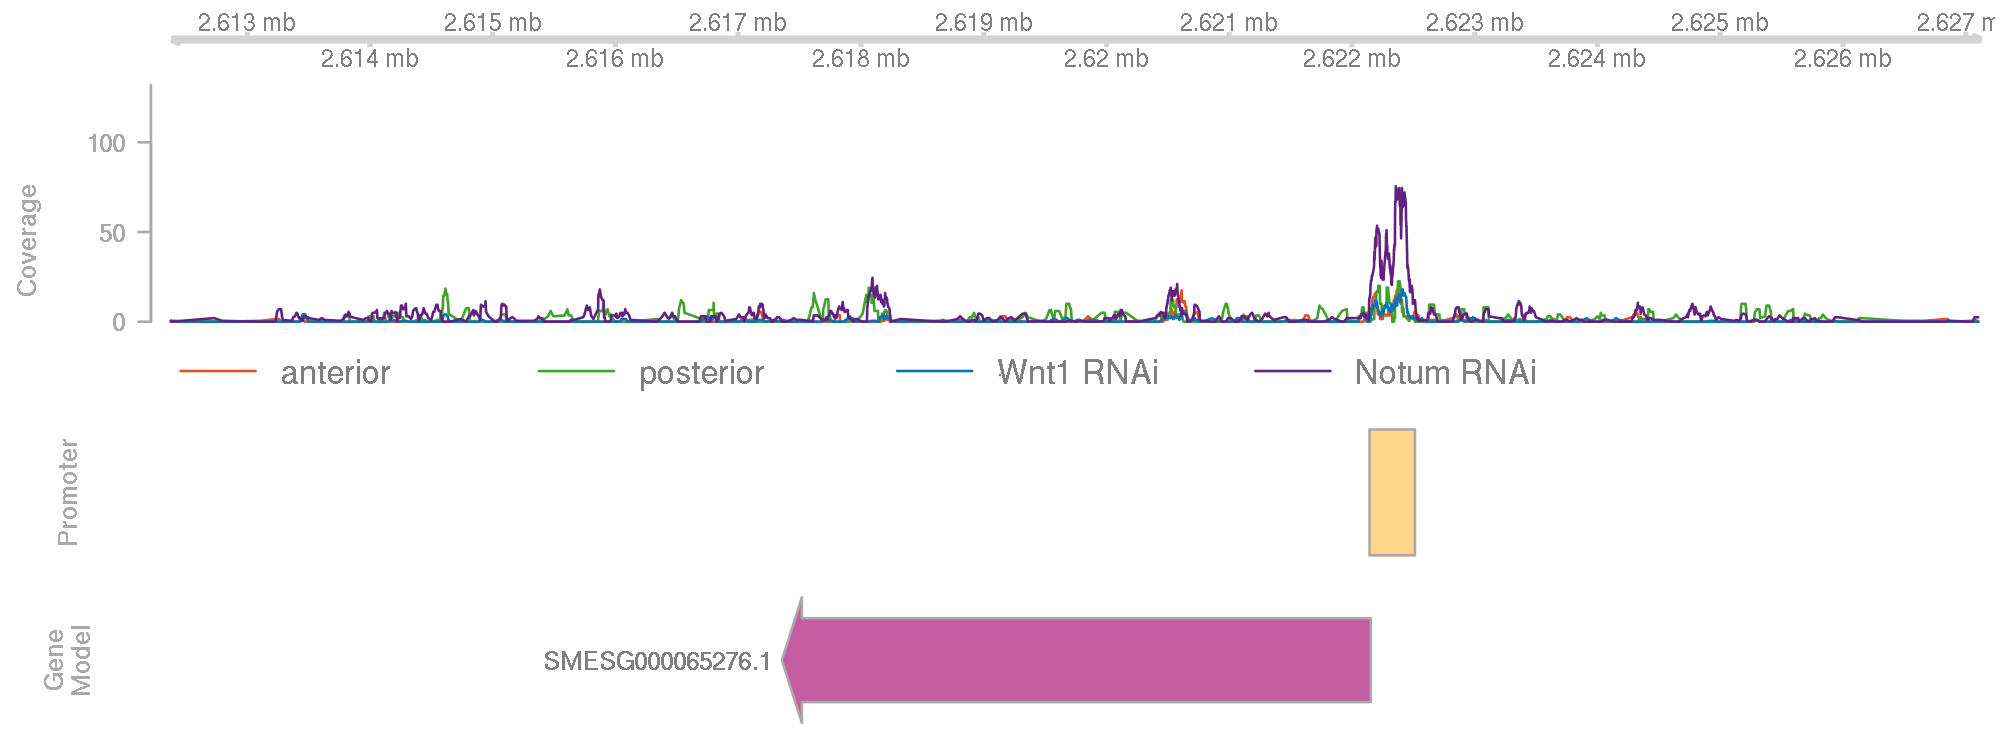 2.613 mb 2.615 mb 2.617 mb 2.619 mb 2.621 mb 2.623 mb 2.625 mb 2.627 m
2.614 mb 2.616 mb 2.618 mb 2.62 mb 2.622 mb 2.624 mb 2.626 mb
Coverage
100
50
0
anterior posterior Wnt1 RNAi Notum RNAi
Promoter
Gene
Model
SMESG000065276.1